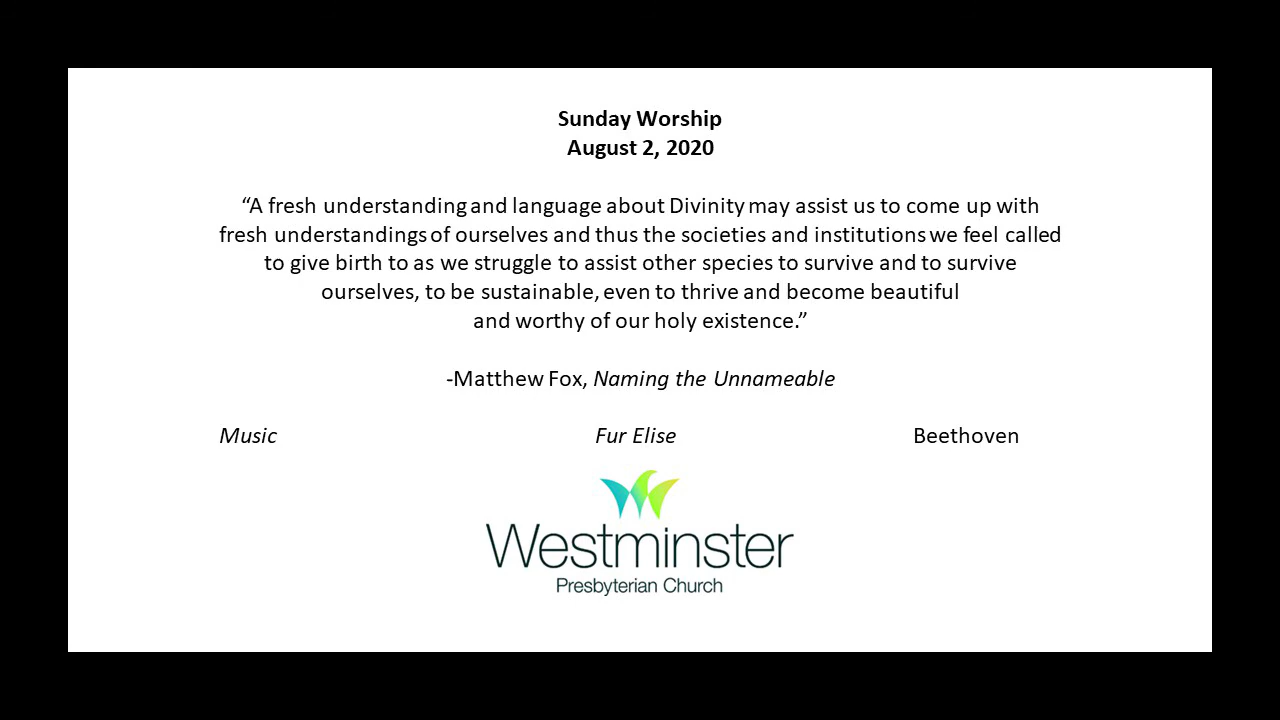 Sunday Worship
August 2, 2020
“A fresh understanding and language about Divinity may assist us to come up with
fresh understandings of ourselves and thus the societies and institutions we feel called
to give birth to as we struggle to assist other species to survive and to survive
ourselves, to be sustainable, even to thrive and become beautiful
and worthy of our holy existence.”
-Matthew Fox, Naming the Unnameable
Music Fur Elise Beethoven
Westminster
Presbyterian Church